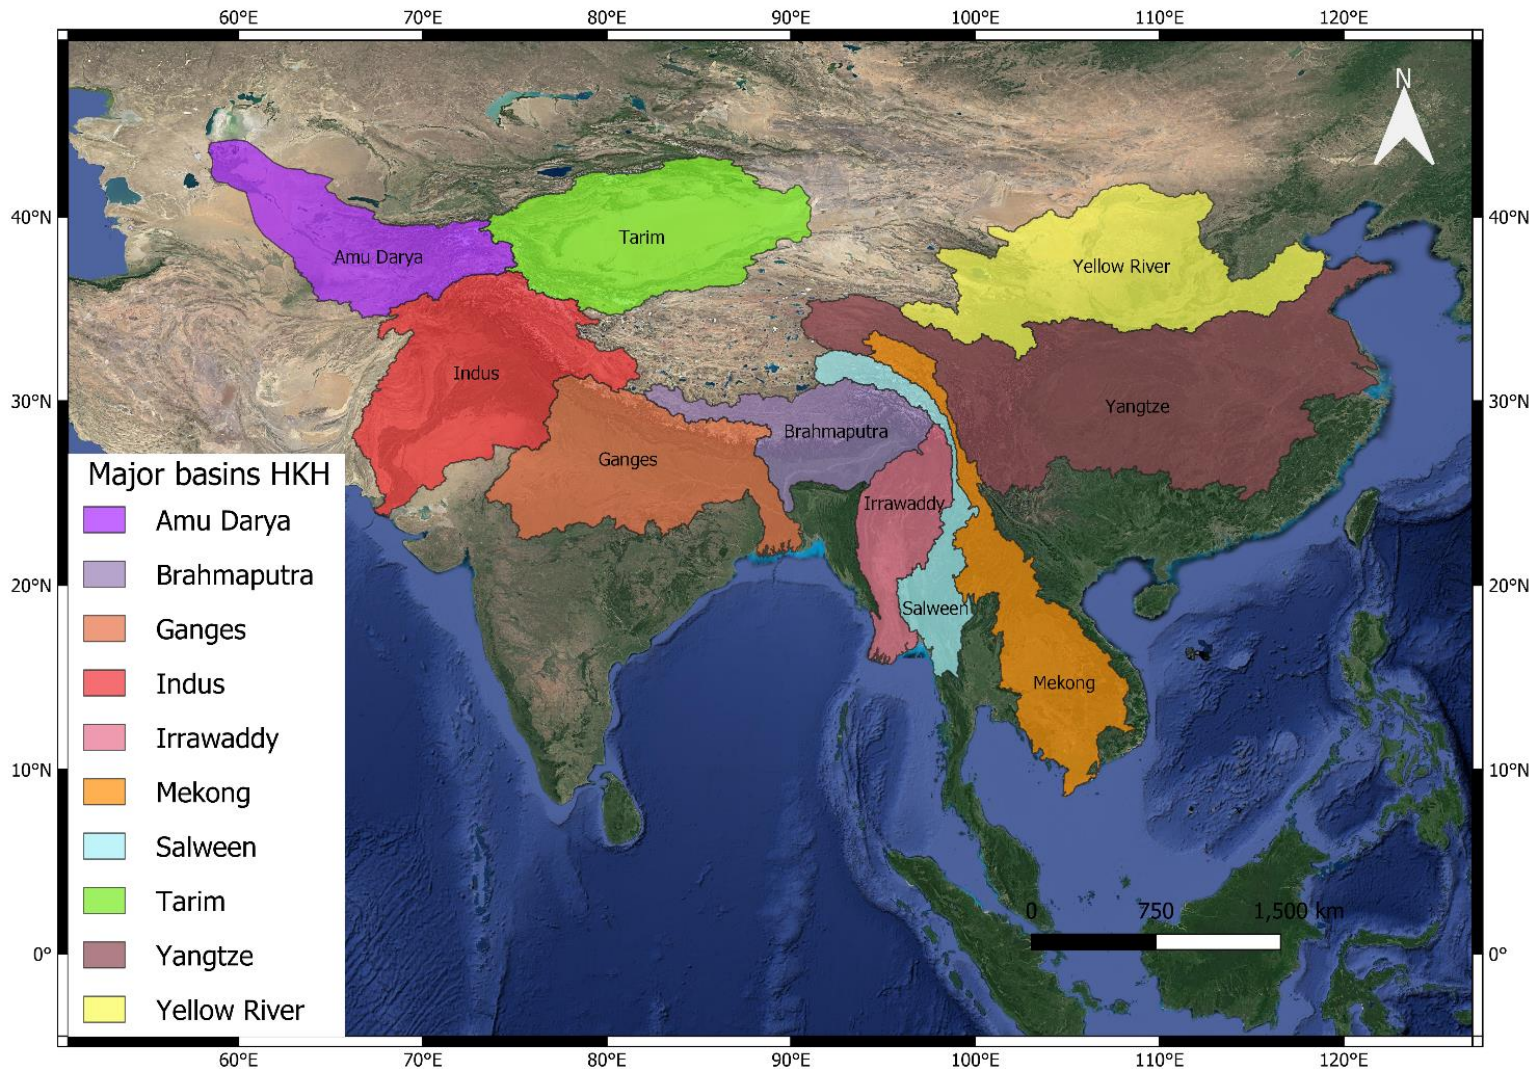 60°E 70°E 80°E 90°E 100°E 110°E 120°E
N
40°N 40°N
Tarim
Amu Darya
Yellow River
Indus
30°N 30°N
Yangtze
Brahmaputra
Ganges
Irrawaddy
20°N 20°N
Salween
Mekong
10°N 10°N
0 750 1,500 km
0° 0°
Major basins HKH
Amu Darya
Brahmaputra
Ganges
Indus
Irrawaddy
Mekong
Salween
Tarim
Yangtze
Yellow River
60°E 70°E 80°E 90°E 100°E 110°E 120°E